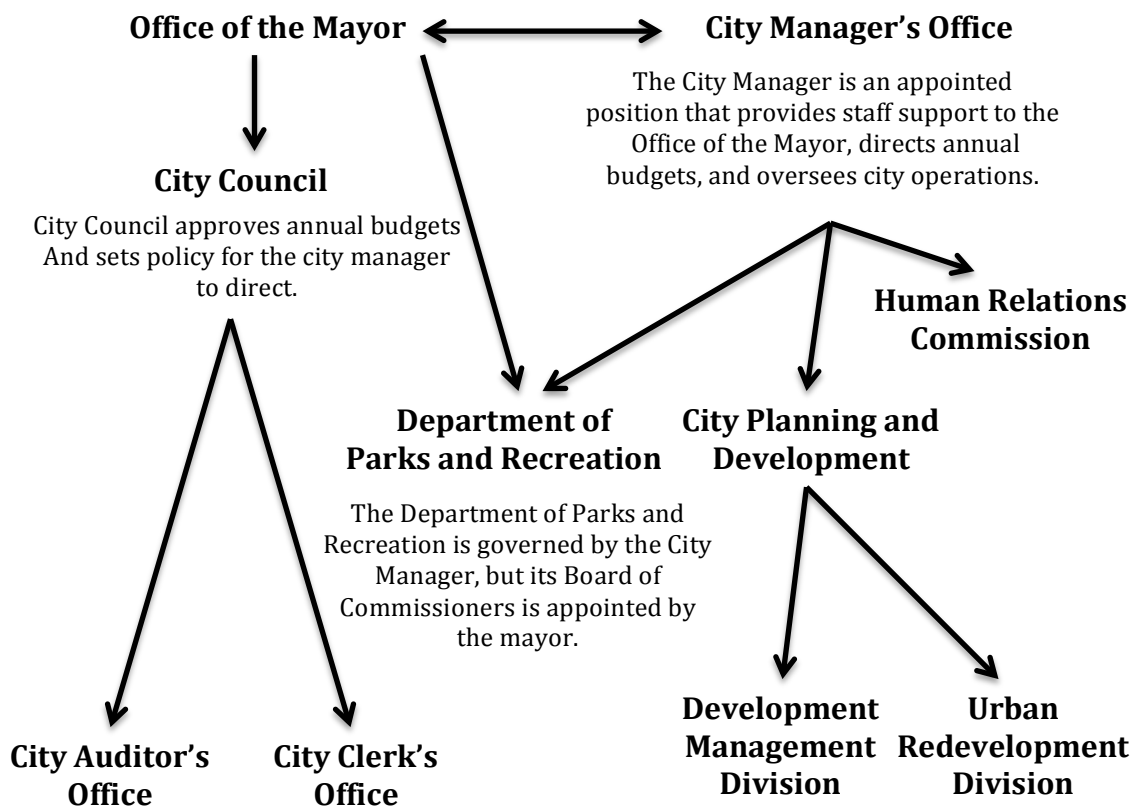 Office of the Mayor
City Manager’s Office
The City Manager is an appointed
position that provides staff support to the
Office of the Mayor, directs annual
budgets, and oversees city operations.
City Council
City Council approves annual budgets
And sets policy for the city manager
to direct.
Human Relations
Commission
Department of
Parks and Recreation
The Department of Parks and
Recreation is governed by the City
Manager, but its Board of
Commissioners is appointed by
the mayor.
City Planning and
Development
City Auditor’s
Office
City Clerk’s
Office
Development
Management
Division
Urban
Redevelopment
Division